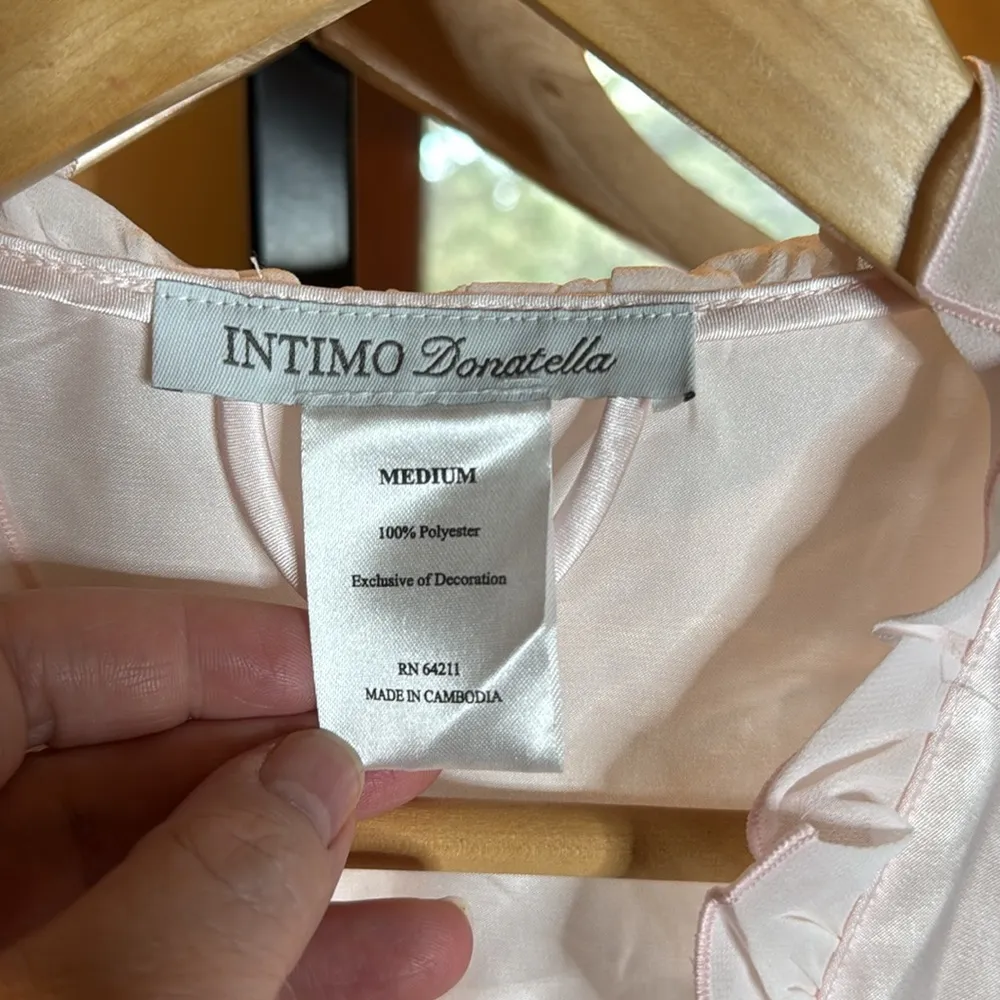 INTIMO Donatella
MEDIUM
100% Polyester
Exclusive of Decoration
RN 64211
MADE IN CAMBODIA